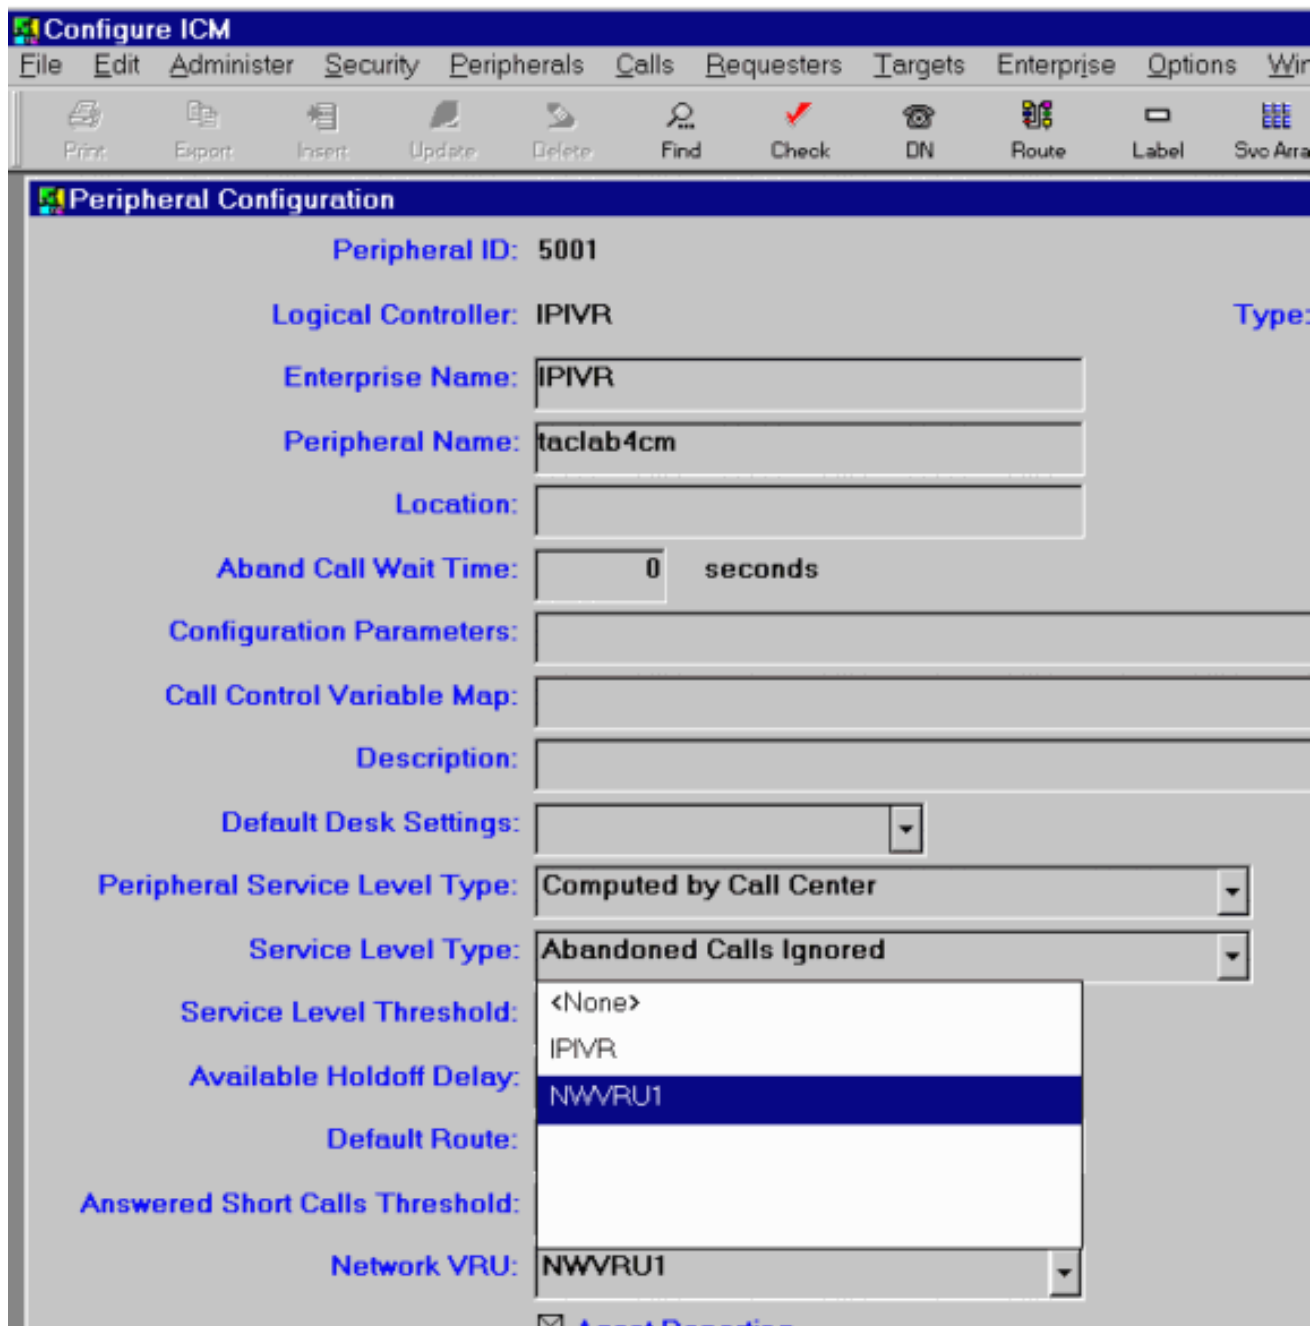 Configure ICM
File Edit Administer Security Peripherals Calls Requesters Targets Enterprise Options
Print Export Insert Update Delete Find Check DN Route Label Svc Arra
Peripheral Configuration
Peripheral ID: 5001
Logical Controller: IPIVR Type:
Enterprise Name: IPIVR
Peripheral Name: taclab4cm
Location:
Aband Call Wait Time: 0 seconds
Configuration Parameters:
Call Control Variable Map:
Description:
Default Desk Settings:
Peripheral Service Level Type: Computed by Call Center
Service Level Type: Abandoned Calls Ignored
Service Level Threshold: <None>
IPIVR
Available Holdoff Delay: NWVRU1
Default Route:
Answered Short Calls Threshold:
Network VRU: NWVRU1